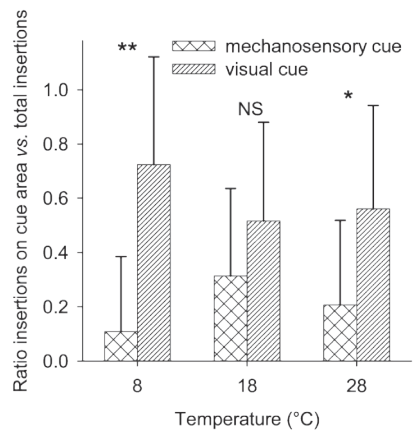 mechanosensory cue
visual cue
**
NS
*
Ratio insertions on cue area vs. total insertions
1.0
0.8
0.6
0.4
0.2
0.0
8
18
28
Temperature (°C)